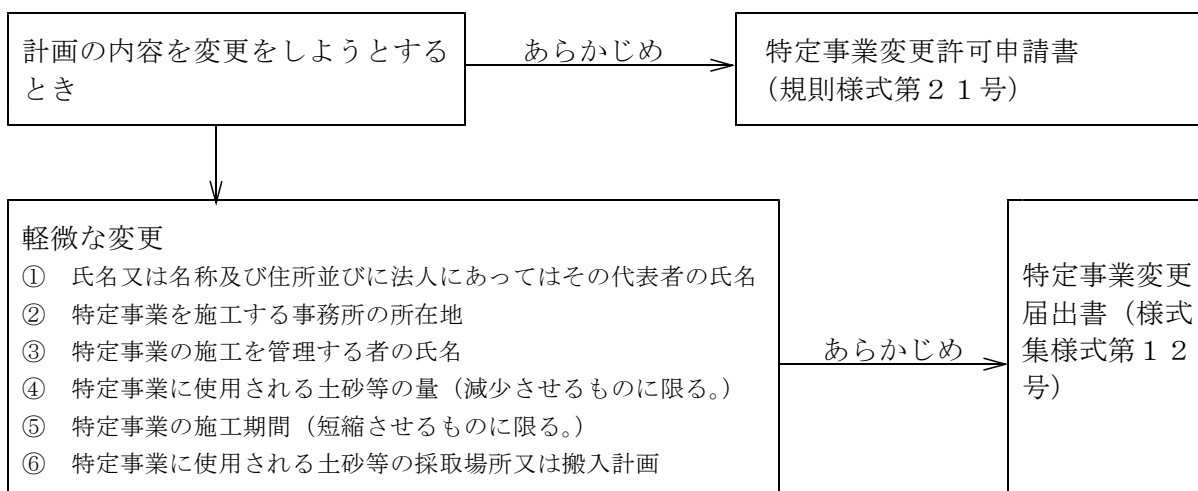 計画の内容を変更をしようとする
とき
あらかじめ
特定事業変更許可申請書
（規則様式第２１号）
軽微な変更
① 氏名又は名称及び住所並びに法人にあってはその代表者の氏名
② 特定事業を施工する事務所の所在地
③ 特定事業の施工を管理する者の氏名
④ 特定事業に使用される土砂等の量（減少させるものに限る。）
⑤ 特定事業の施工期間（短縮させるものに限る。）
⑥ 特定事業に使用される土砂等の採取場所又は搬入計画
あらかじめ
特定事業変更
届出書（様式
集様式第１２
号）